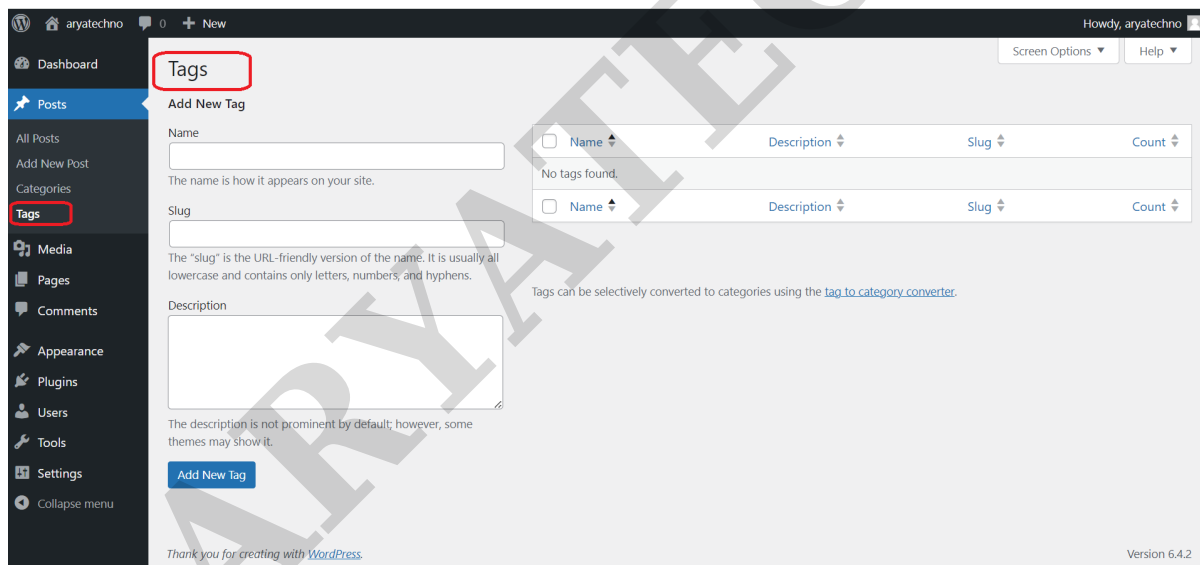 aryatechno 0 New Howdy, aryatechno
Screen Options Help
Dashboard
Posts
All Posts
Add New Post
Categories
Tags
Media
Pages
Comments
Appearance
Plugins
Users
Tools
Settings
Collapse menu
Tags
Add New Tag
Name
The name is how it appears on your site.
Slug
The “slug” is the URL-friendly version of the name. It is usually all
lowercase and contains only letters, numbers, and hyphens.
Description
The description is not prominent by default; however, some
themes may show it.
Add New Tag
Name Description Slug Count
No tags found.
Name Description Slug Count
Tags can be selectively converted to categories using the tag to category converter.
Thank you for creating with WordPress. Version 6.4.2
ARYATEC